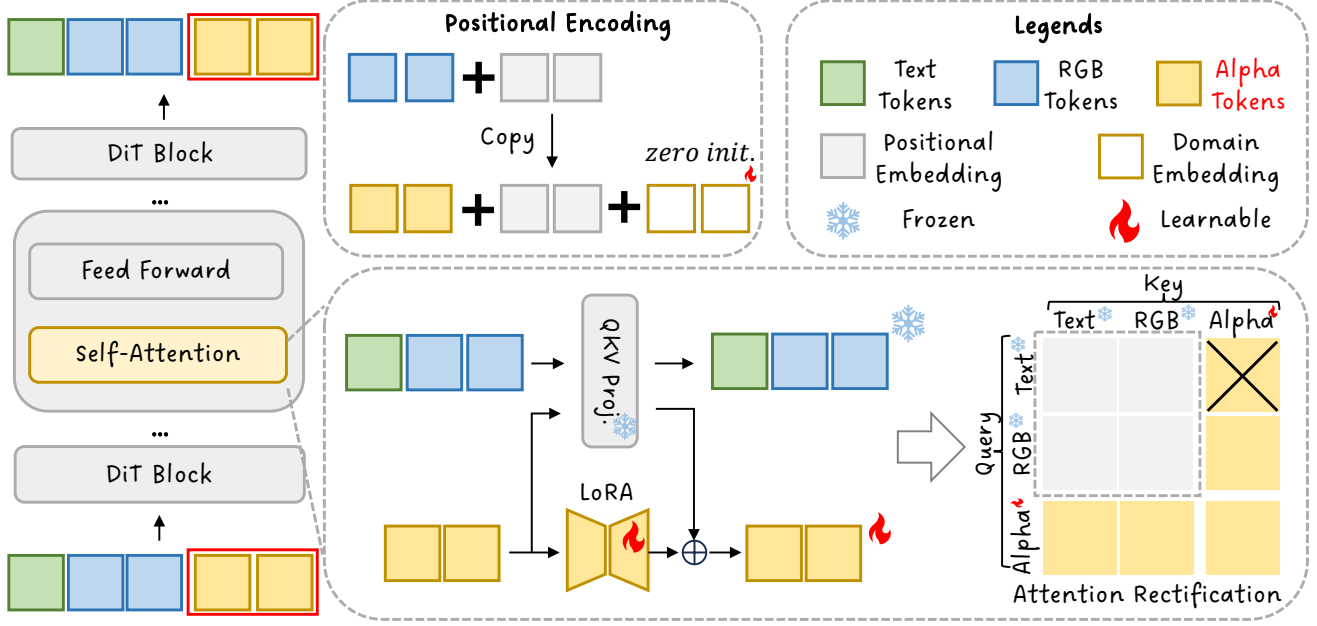 Positional Encoding
Copy
zero init.
Legends
Text
Tokens
RGB
Tokens
Alpha
Tokens
Positional
Embedding
Domain
Embedding
Frozen
Learnable
DiT Block
...
Feed Forward
Self-Attention
...
DiT Block
QKV Proj.
LoRA
Key
Text
RGB
Alpha
Query
Text
RGB
Alpha
Attention Rectification